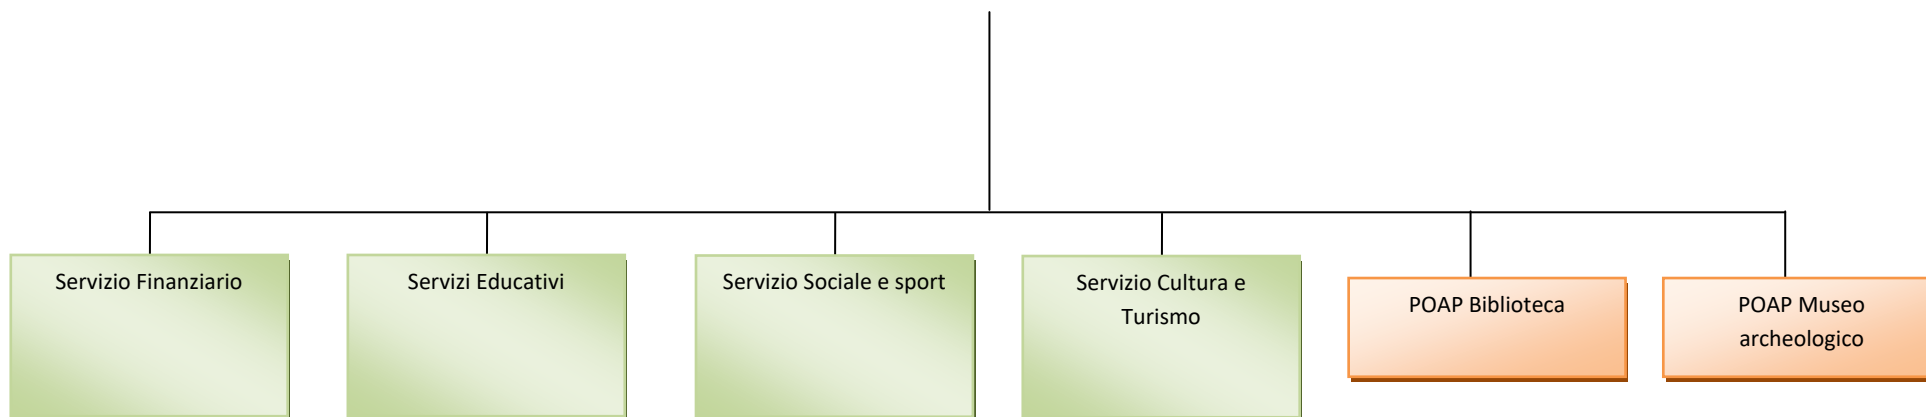 Servizio Finanziario
Servizi Educativi
Servizio Sociale e sport
Servizio Cultura e
Turismo
POAP Biblioteca
POAP Museo
archeologico